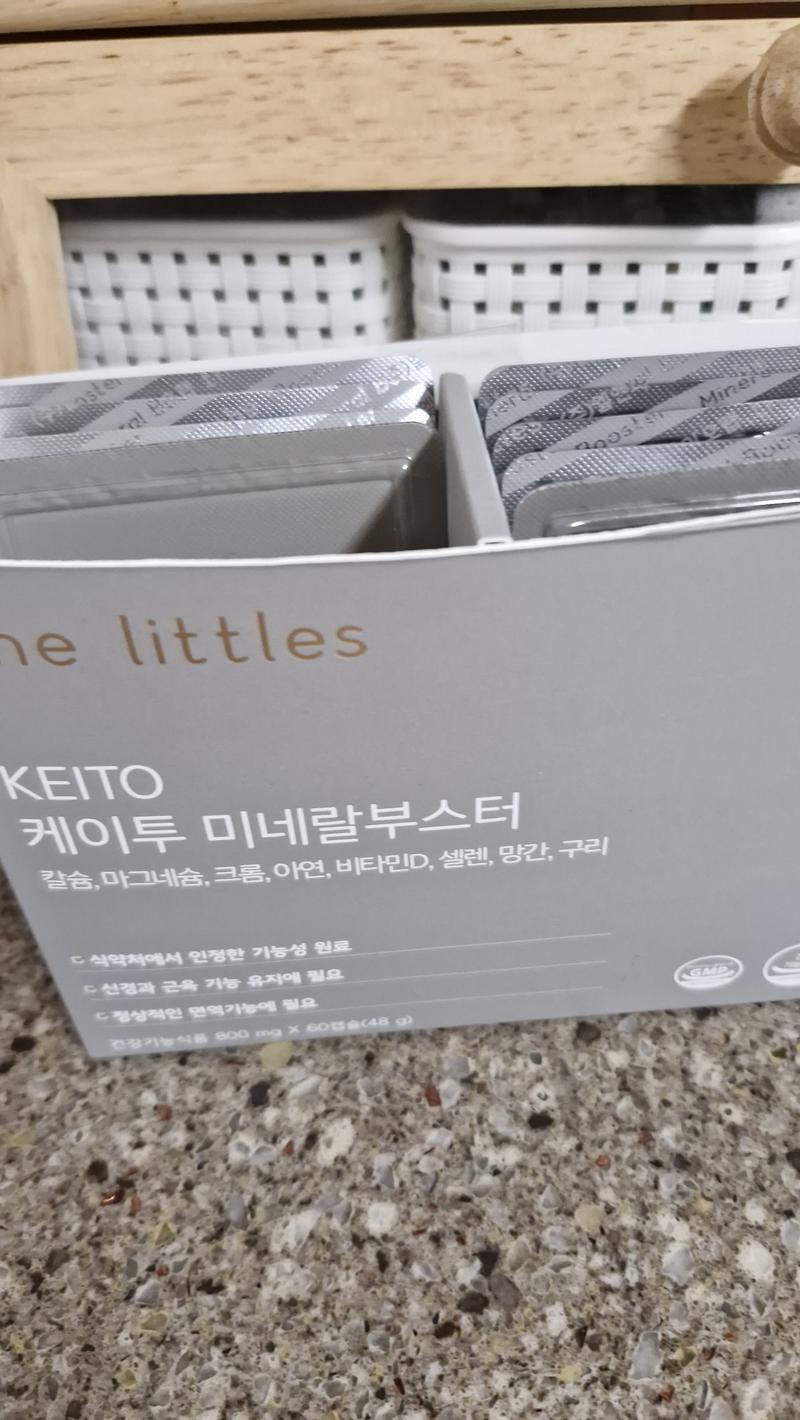 Booster
Mineral
Booster
he littles
KEITO
케이투 미네랄부스터
칼슘, 마그네슘, 크롬, 아연, 비타민D, 셀렌, 망간, 구리
식약처에서 인정한 기능성 원료
신경과 근육 기능 유지에 필요
정상적인 면역기능에 필요
건강기능식품 800 mg X 60캡슐(48 g)
GMP